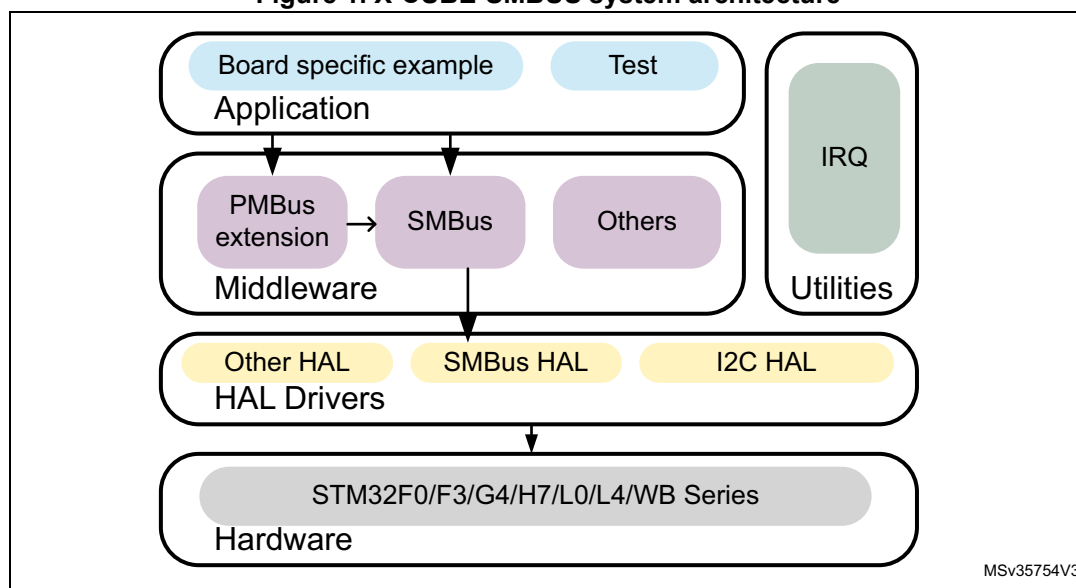 Figure 1. X-CUBE-SMBUS system architecture
Board specific example
Test
Application
IRQ
Utilities
PMBus
extension
SMBus
Others
Middleware
Other HAL
SMBus HAL
I2C HAL
HAL Drivers
STM32F0/F3/G4/H7/L0/L4/WB Series
Hardware
MSv35754V3